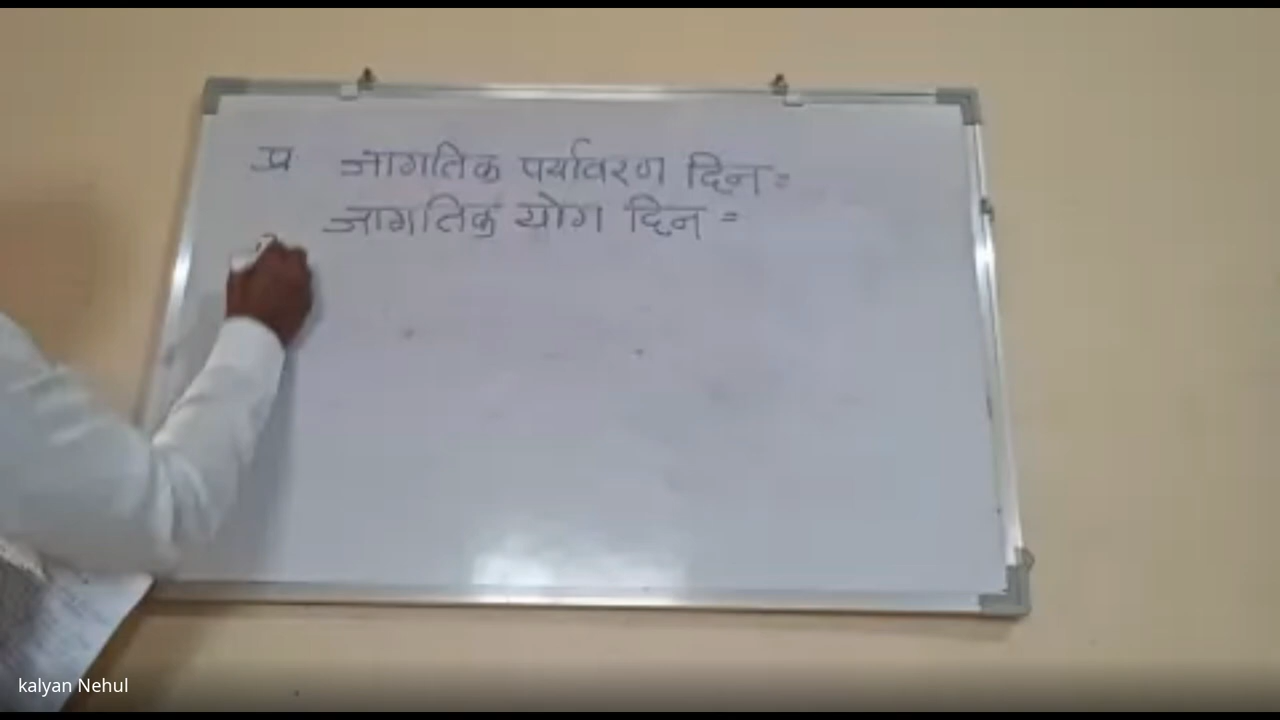 प्र जागतिक पर्यावरण दिन=
जागतिक योग दिन =
kalyan Nehul